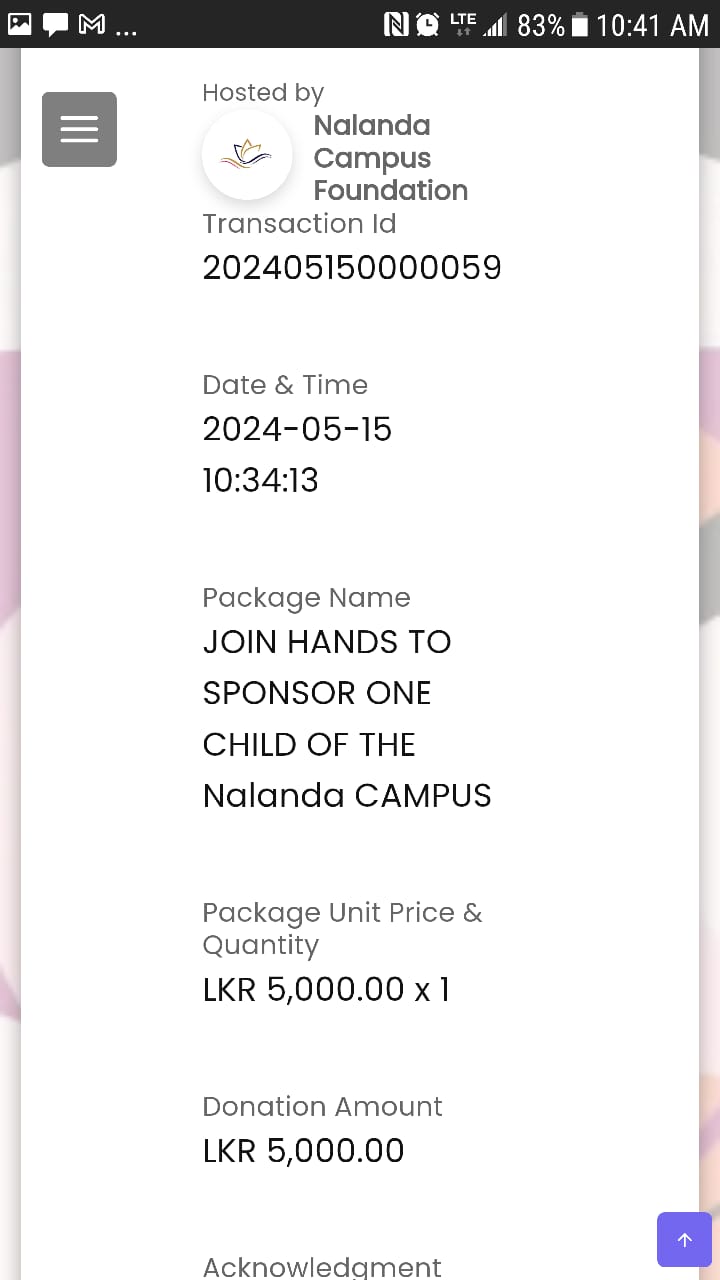 ... LTE 83% 10:41 AM
Hosted by
Nalanda
Campus
Foundation
Transaction Id
202405150000059
Date & Time
2024-05-15
10:34:13
Package Name
JOIN HANDS TO
SPONSOR ONE
CHILD OF THE
Nalanda CAMPUS
Package Unit Price &
Quantity
LKR 5,000.00 x 1
Donation Amount
LKR 5,000.00
Acknowledgment